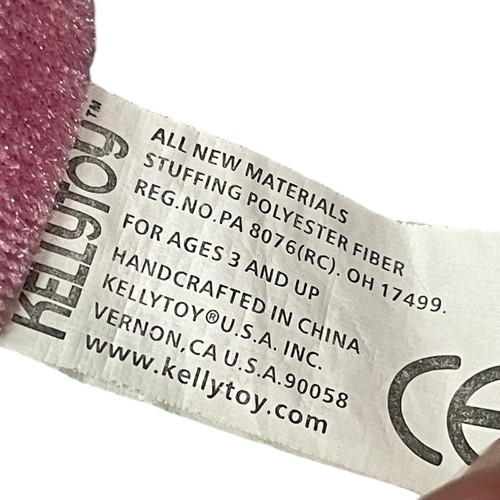 KELLYTOY™
ALL NEW MATERIALS
STUFFING POLYESTER FIBER
REG.NO.PA 8076(RC). OH 17499.
FOR AGES 3 AND UP
HANDCRAFTED IN CHINA
KELLYTOY®U.S.A. INC.
VERNON, CA U.S.A.90058
www.kellytoy.com
CE